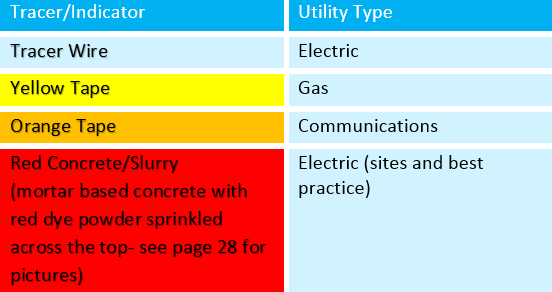 Tracer/Indicator Utility Type
Tracer Wire Electric
Yellow Tape Gas
Orange Tape Communications
Red Concrete/Slurry Electric (sites and best
(mortar based concrete with practice)
red dye powder sprinkled
across the top- see page 28 for
pictures)